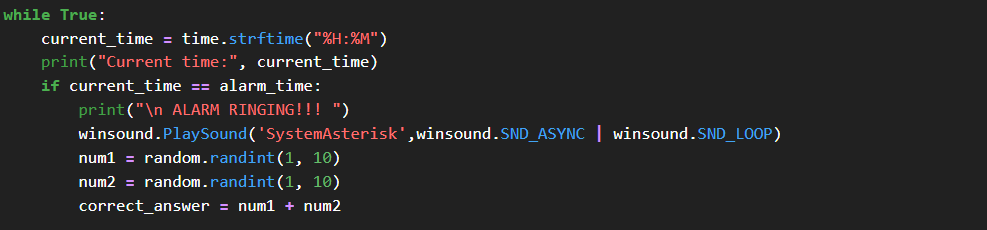 while True:
    current_time = time.strftime("%H:%M")
    print("Current time:", current_time)
    if current_time == alarm_time:
        print("\n ALARM RINGING!!! ")
        winsound.PlaySound('SystemAsterisk',winsound.SND_ASYNC | winsound.SND_LOOP)
        num1 = random.randint(1, 10)
        num2 = random.randint(1, 10)
        correct_answer = num1 + num2